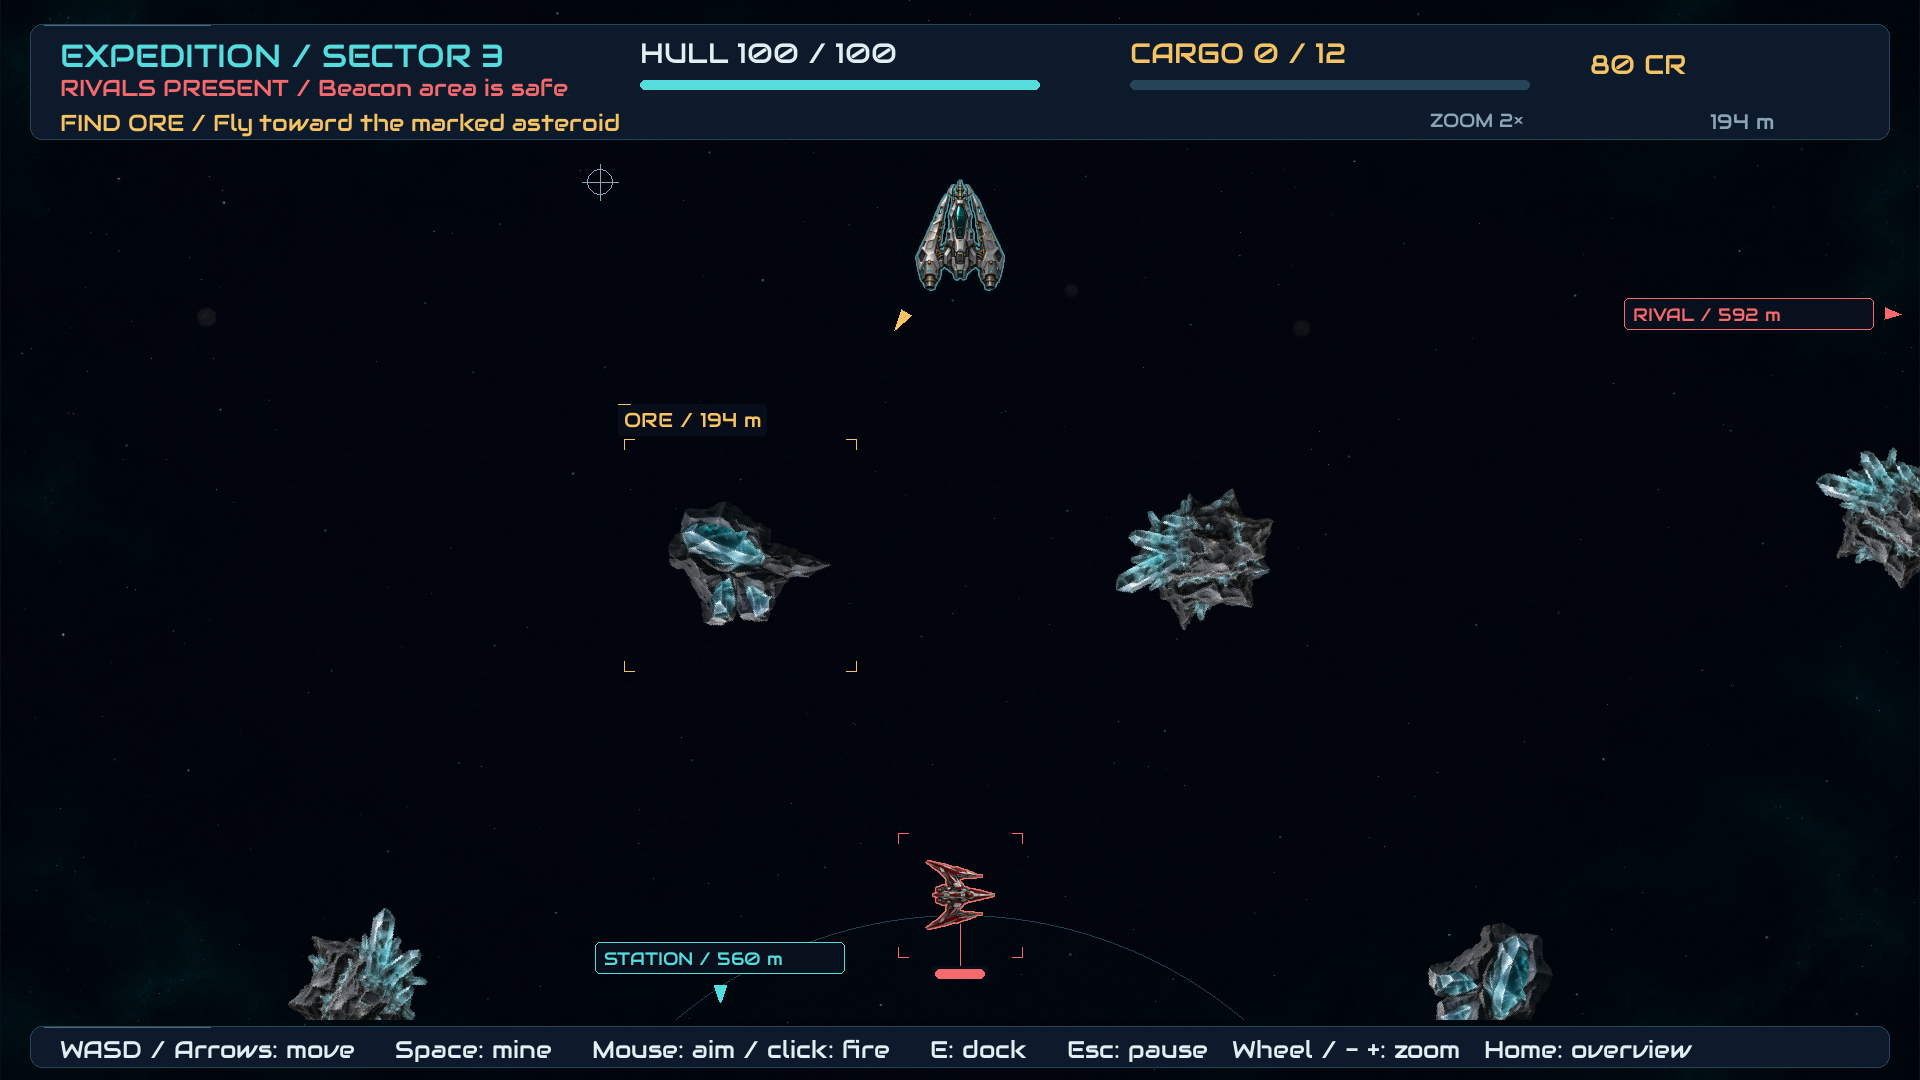 EXPEDITION / SECTOR 3
RIVALS PRESENT / Beacon area is safe
FIND ORE / Fly toward the marked asteroid
HULL 100 / 100
CARGO 0 / 12
80 CR
ZOOM 2×
194 m
RIVAL / 592 m
ORE / 194 m
STATION / 560 m
WASD / Arrows: move Space: mine Mouse: aim / click: fire E: dock Esc: pause Wheel / - +: zoom Home: overview